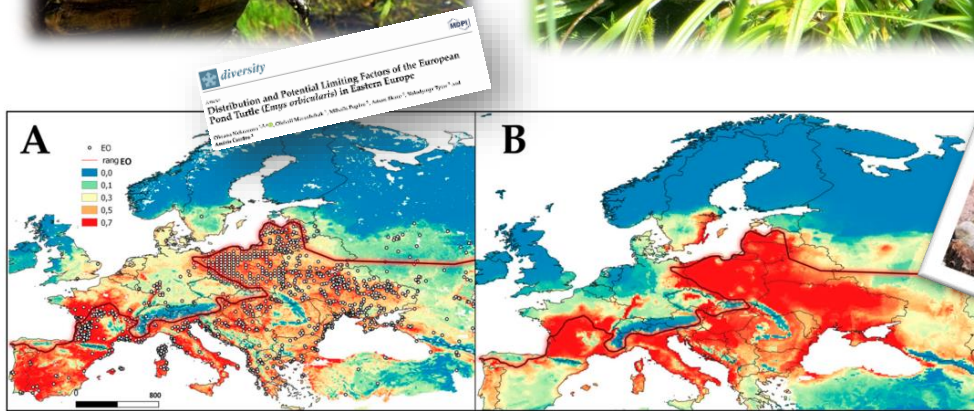 MDPI
diversity
Article
Distribution and Potential Limiting Factors of the European
Pond Turtle (Emys orbicularis) in Eastern Europe
A
EO
rang EO
0,0
0,1
0,3
0,5
0,7
0
800
B